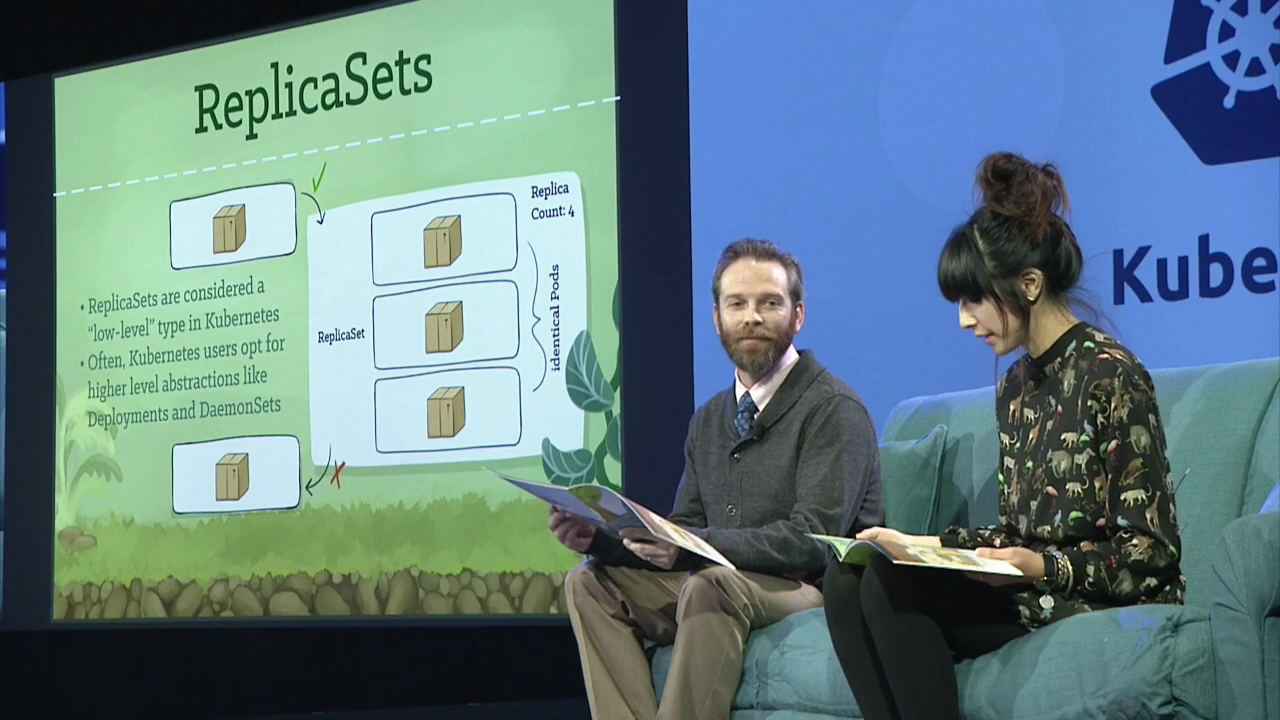 ReplicaSets
Replica
Count: 4
• ReplicaSets are considered a
“low-level” type in Kubernetes
• Often, Kubernetes users opt for
higher level abstractions like
Deployments and DaemonSets
ReplicaSet
identical Pods
Kube